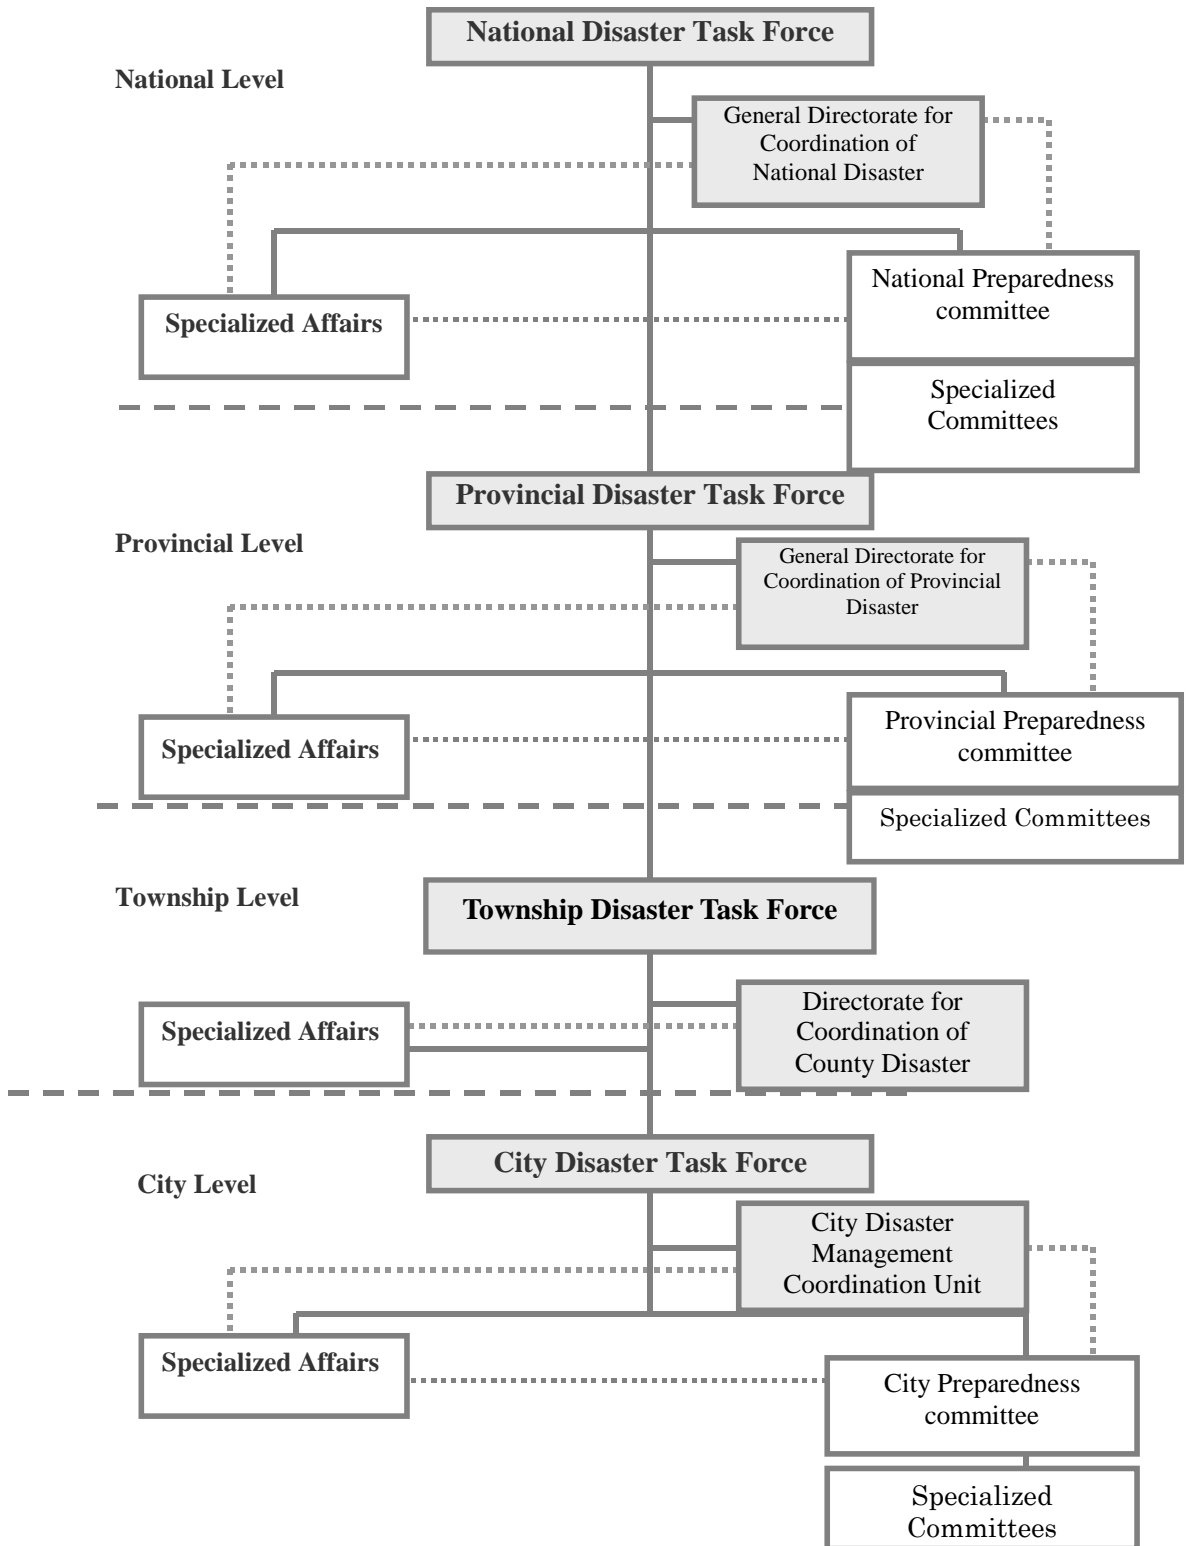 National Disaster Task Force
National Level
General Directorate for
Coordination of
National Disaster
National Preparedness
committee
Specialized Affairs
Specialized
Committees
Provincial Disaster Task Force
Provincial Level
General Directorate for
Coordination of Provincial
Disaster
Provincial Preparedness
committee
Specialized Affairs
Specialized Committees
Township Level
Township Disaster Task Force
Specialized Affairs
Directorate for
Coordination of
County Disaster
City Disaster Task Force
City Level
City Disaster
Management
Coordination Unit
Specialized Affairs
City Preparedness
committee
Specialized
Committees